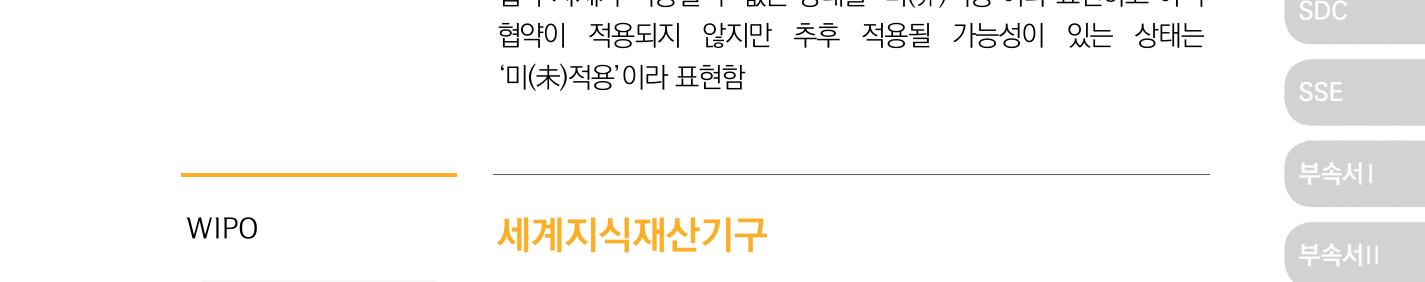 협약이 적용되지 않지만 추후 적용될 가능성이 있는 상태는
‘미(未)적용’이라 표현함
WIPO
세계지식재산기구
SDC
SSE
부속서 I
부속서 II